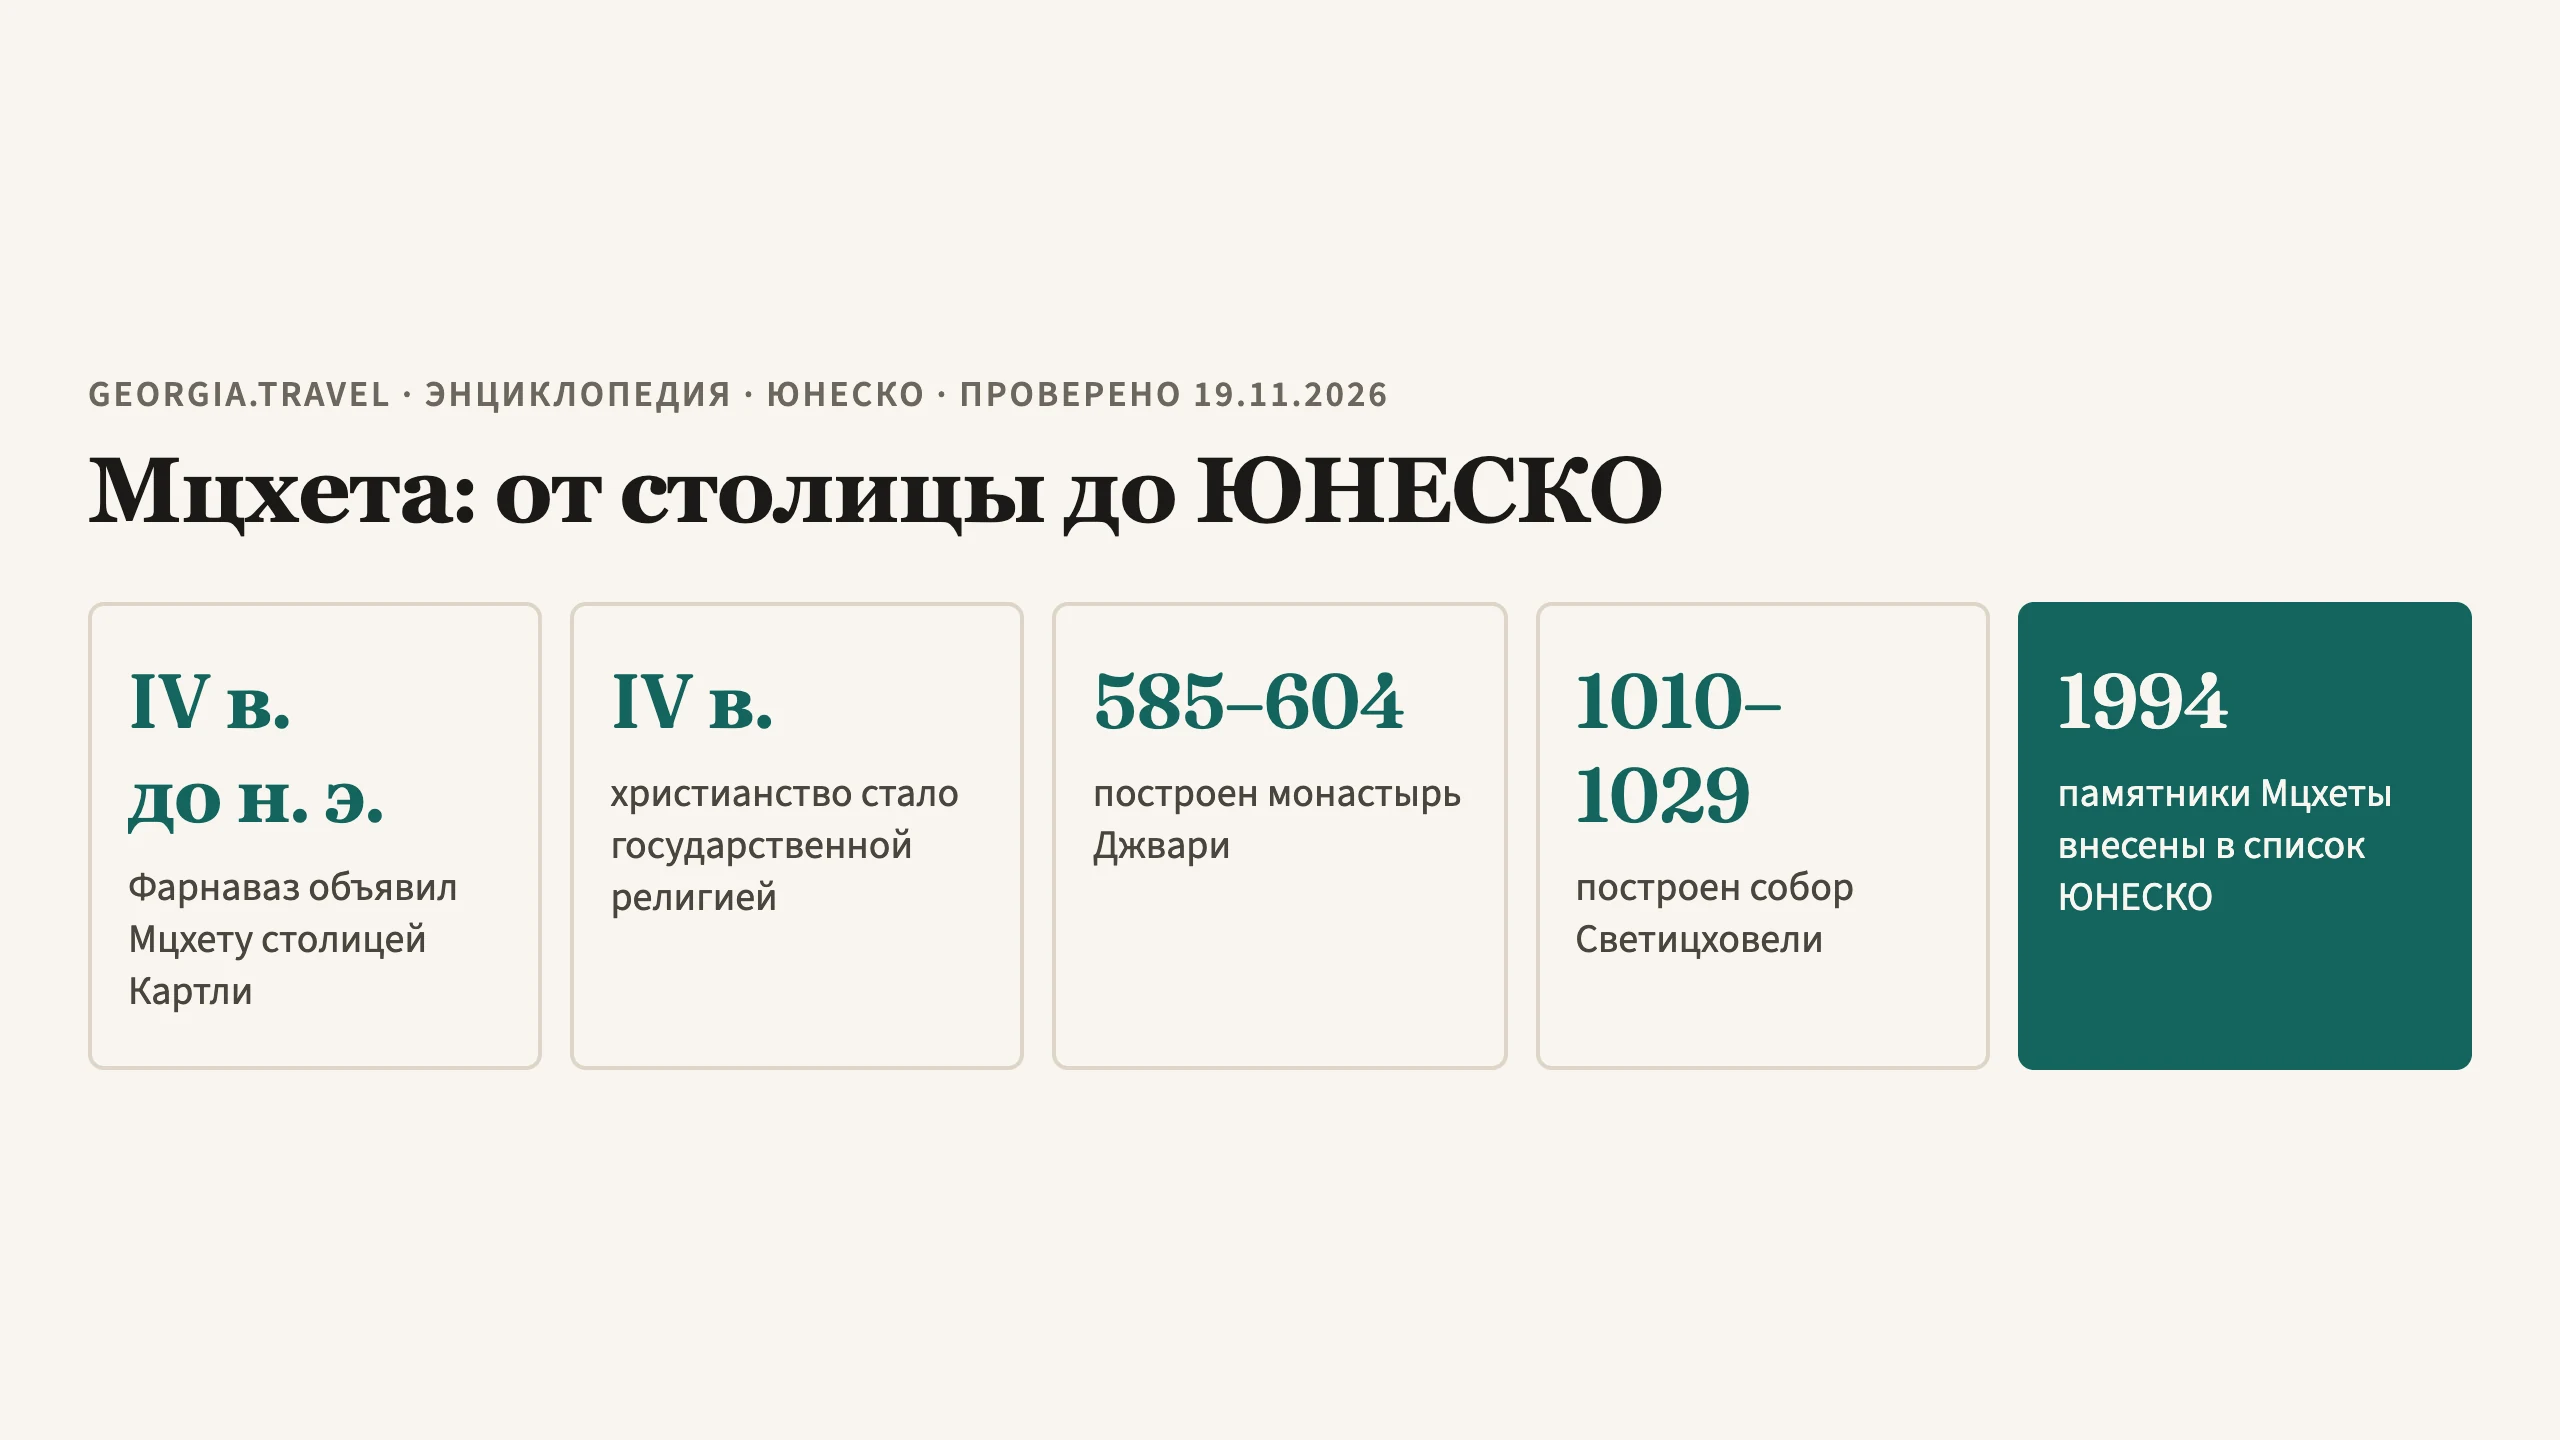 GEORGIA.TRAVEL · ЭНЦИКЛОПЕДИЯ · ЮНЕСКО · ПРОВЕРЕНО 19.11.2026
Мцхета: от столицы до ЮНЕСКО
IV в.
до н. э.
Фарнаваз объявил
Мцхету столицей
Картли
IV в.
христианство стало
государственной
религией
585–604
построен монастырь
Джвари
1010–
1029
построен собор
Светицховели
1994
памятники Мцхеты
внесены в список
ЮНЕСКО